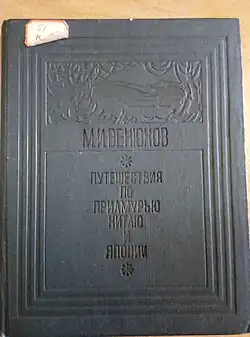 М.И.ВЕНЮКОВ
ПУТЕШЕСТВИЯ
ПО
ПРИАМУРЬЮ
КИТАЮ
И
ЯПОНИИ